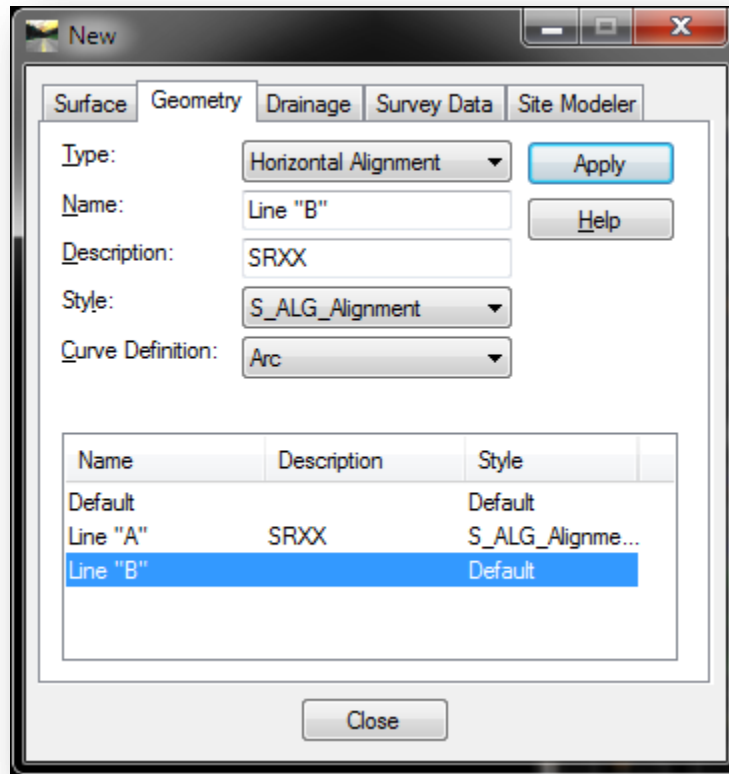 New
Surface Geometry Drainage Survey Data Site Modeler
Type: Horizontal Alignment Apply
Name: Line "B" Help
Description: SRXX
Style: S_ALG_Alignment
Curve Definition: Arc
Name Description Style
Default Default
Line "A" SRXX S_ALG_Alignme...
Line "B" Default
Close